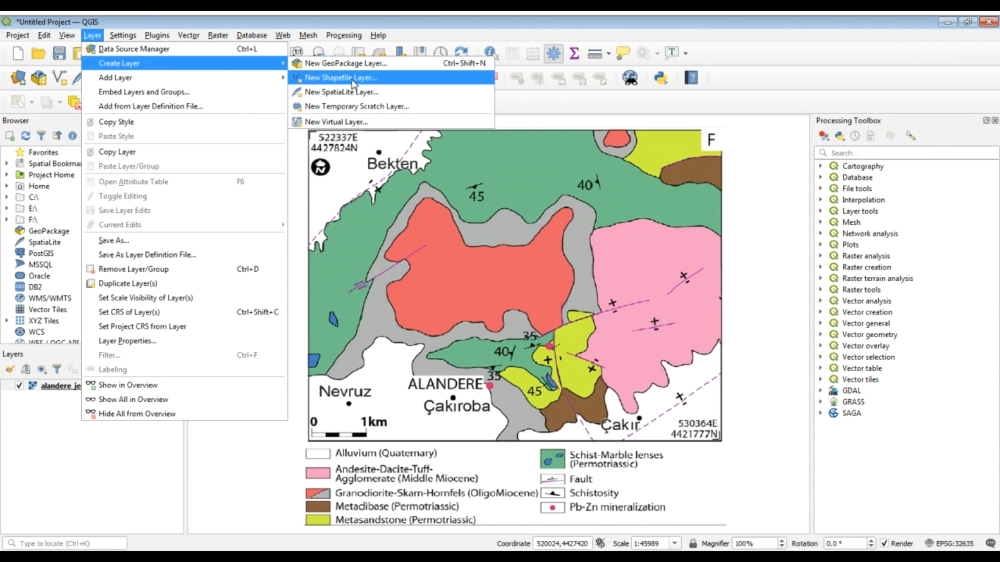 *Untitled Project — QGIS
Project Edit View Layer Settings Plugins Vector Raster Database Web Mesh Processing Help
Data Source Manager Ctrl+L
Create Layer
Add Layer
Embed Layers and Groups...
Add from Layer Definition File...
Copy Style
Paste Style
Copy Layer
Paste Layer/Group
Open Attribute Table F6
Toggle Editing
Save Layer Edits
Current Edits
Save As...
Save As Layer Definition File...
Remove Layer/Group Ctrl+D
Duplicate Layer(s)
Set Scale Visibility of Layer(s)
Set CRS of Layer(s) Ctrl+Shift+C
Set Project CRS from Layer
Layer Properties...
Filter... Ctrl+F
Labeling
Show in Overview
Show All in Overview
Hide All from Overview
New GeoPackage Layer... Ctrl+Shift+N
New Shapefile Layer...
New SpatiaLite Layer...
New Temporary Scratch Layer...
New Virtual Layer...
Browser
Favorites
Spatial Bookma
Project Home
Home
C:\
E:\
F:\
GeoPackage
SpatiaLite
PostGIS
MSSQL
Oracle
DB2
WMS/WMTS
Vector Tiles
XYZ Tiles
WCS
Layers
alandere_je
522337E
4427824N
F
N
Bekten
45
40
35
40
35
45
ALANDERE
Nevruz
Çakıroba
Çakır
0 1km
530364E
4421777N
Alluvium (Quaternary)
Andesite-Dacite-Tuff-
Agglomerate (Middle Miocene)
Granodiorite-Skarn-Hornfels (OligoMiocene)
Metadibase (Permotriassic)
Metasandstone (Permotriassic)
Schist-Marble lenses
(Permotriassic)
Fault
Schistosity
Pb-Zn mineralization
Processing Toolbox
Search...
Cartography
Database
File tools
Interpolation
Layer tools
Mesh
Network analysis
Plots
Raster analysis
Raster creation
Raster terrain analysis
Raster tools
Vector analysis
Vector creation
Vector general
Vector geometry
Vector overlay
Vector selection
Vector table
Vector tiles
GDAL
GRASS
SAGA
Type to locate (Ctrl+K) Coordinate 520024,4427420 Scale 1:45989 Magnifier 100% Rotation 0.0 ° Render EPSG:32635